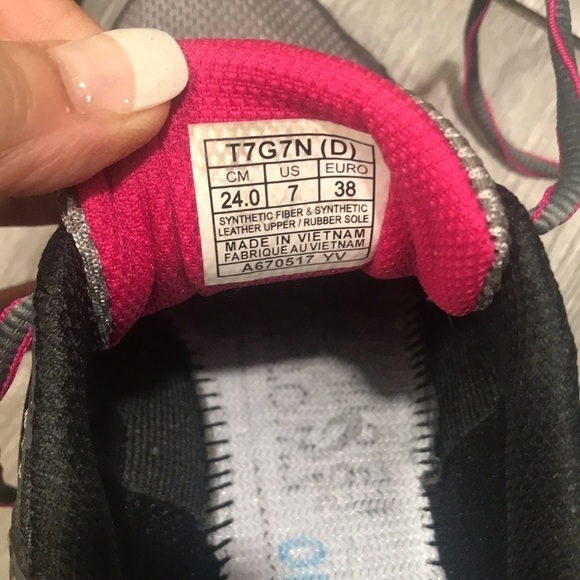 T7G7N (D)
CM US EURO
24.0 7 38
SYNTHETIC FIBER & SYNTHETIC
LEATHER UPPER / RUBBER SOLE
MADE IN VIETNAM
FABRIQUE AU VIETNAM
A670517 YV